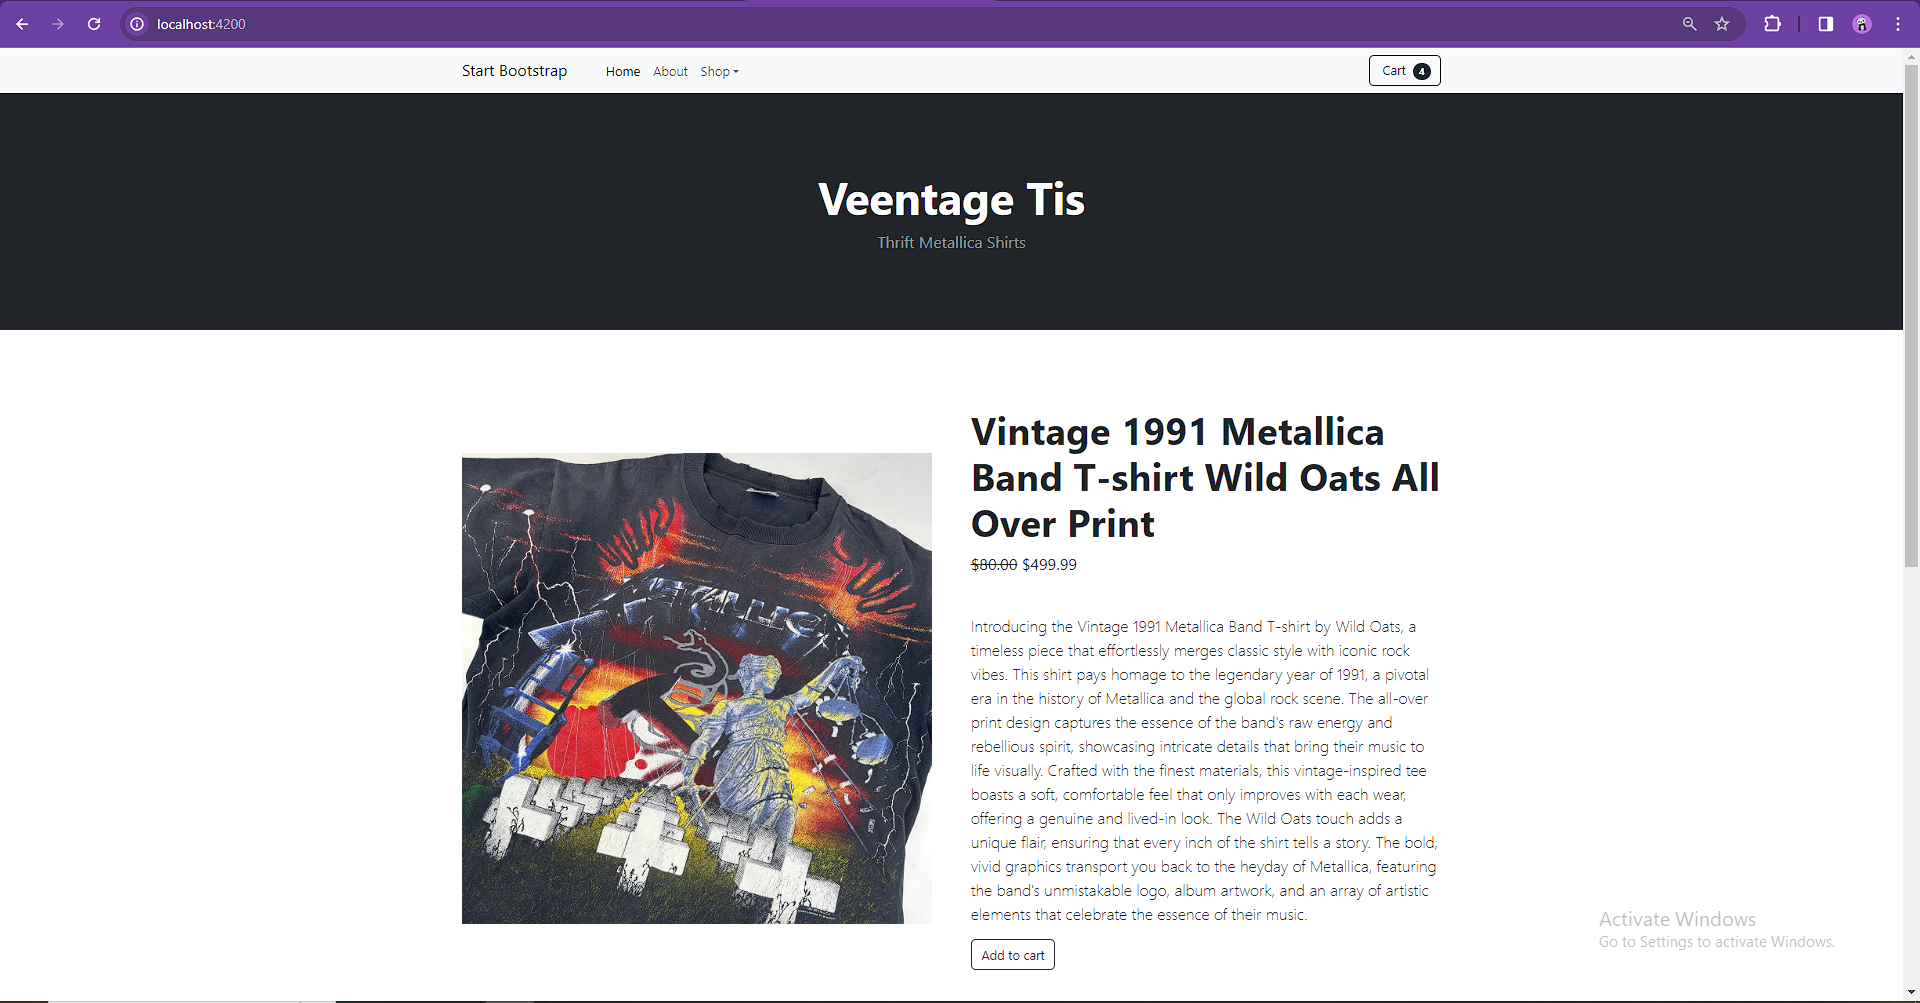 localhost:4200
Start Bootstrap Home About Shop Cart 4
Veentage Tis
Thrift Metallica Shirts
Vintage 1991 Metallica
Band T-shirt Wild Oats All
Over Print
$80.00 $499.99
METALLICA
Introducing the Vintage 1991 Metallica Band T-shirt by Wild Oats, a
timeless piece that effortlessly merges classic style with iconic rock
vibes. This shirt pays homage to the legendary year of 1991, a pivotal
era in the history of Metallica and the global rock scene. The all-over
print design captures the essence of the band's raw energy and
rebellious spirit, showcasing intricate details that bring their music to
life visually. Crafted with the finest materials, this vintage-inspired tee
boasts a soft, comfortable feel that only improves with each wear,
offering a genuine and lived-in look. The Wild Oats touch adds a
unique flair, ensuring that every inch of the shirt tells a story. The bold,
vivid graphics transport you back to the heyday of Metallica, featuring
the band's unmistakable logo, album artwork, and an array of artistic
elements that celebrate the essence of their music.
Add to cart
Activate Windows
Go to Settings to activate Windows.